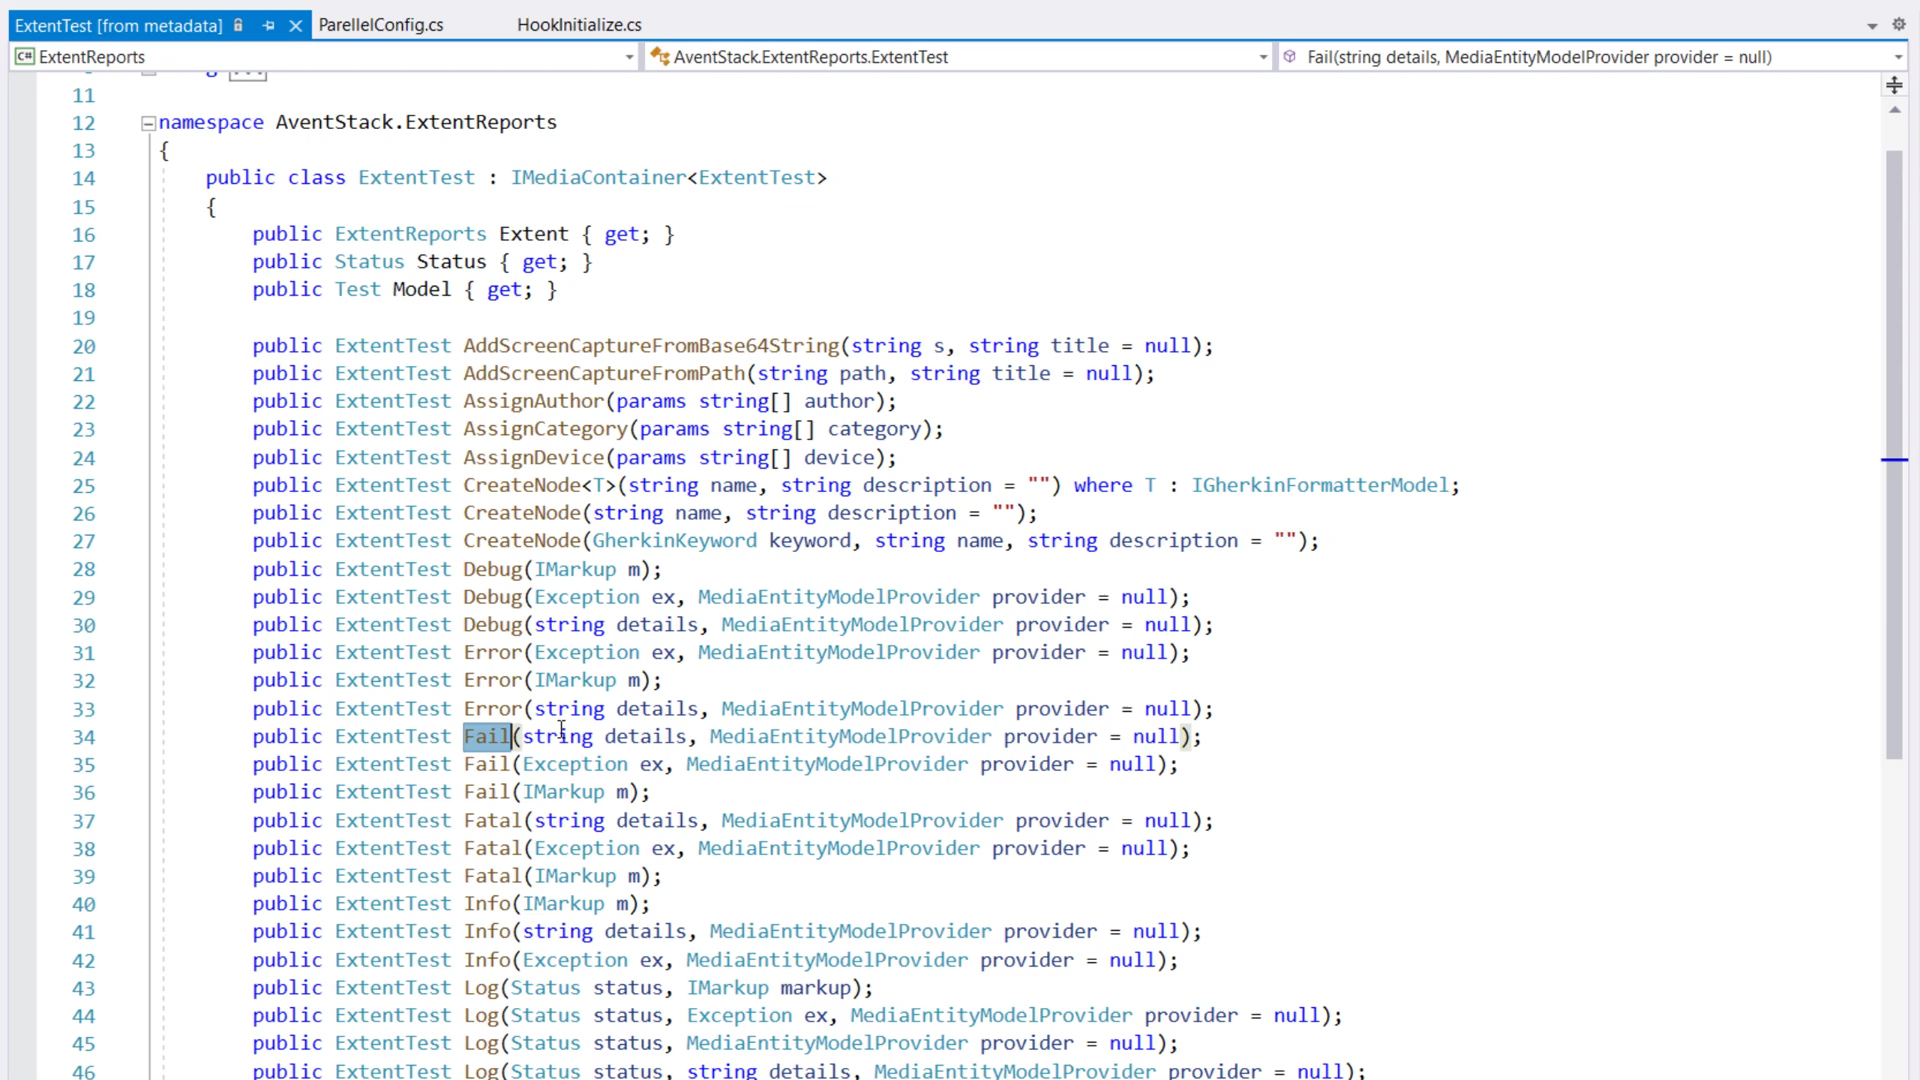 ExtentTest [from metadata] ParellelConfig.cs HookInitialize.cs
C# ExtentReports AventStack.ExtentReports.ExtentTest Fail(string details, MediaEntityModelProvider provider = null)
11
12 namespace AventStack.ExtentReports
13 {
14 public class ExtentTest : IMediaContainer<ExtentTest>
15 {
16 public ExtentReports Extent { get; }
17 public Status Status { get; }
18 public Test Model { get; }
19
20 public ExtentTest AddScreenCaptureFromBase64String(string s, string title = null);
21 public ExtentTest AddScreenCaptureFromPath(string path, string title = null);
22 public ExtentTest AssignAuthor(params string[] author);
23 public ExtentTest AssignCategory(params string[] category);
24 public ExtentTest AssignDevice(params string[] device);
25 public ExtentTest CreateNode<T>(string name, string description = "") where T : IGherkinFormatterModel;
26 public ExtentTest CreateNode(string name, string description = "");
27 public ExtentTest CreateNode(GherkinKeyword keyword, string name, string description = "");
28 public ExtentTest Debug(IMarkup m);
29 public ExtentTest Debug(Exception ex, MediaEntityModelProvider provider = null);
30 public ExtentTest Debug(string details, MediaEntityModelProvider provider = null);
31 public ExtentTest Error(Exception ex, MediaEntityModelProvider provider = null);
32 public ExtentTest Error(IMarkup m);
33 public ExtentTest Error(string details, MediaEntityModelProvider provider = null);
34 public ExtentTest Fail(string details, MediaEntityModelProvider provider = null);
35 public ExtentTest Fail(Exception ex, MediaEntityModelProvider provider = null);
36 public ExtentTest Fail(IMarkup m);
37 public ExtentTest Fatal(string details, MediaEntityModelProvider provider = null);
38 public ExtentTest Fatal(Exception ex, MediaEntityModelProvider provider = null);
39 public ExtentTest Fatal(IMarkup m);
40 public ExtentTest Info(IMarkup m);
41 public ExtentTest Info(string details, MediaEntityModelProvider provider = null);
42 public ExtentTest Info(Exception ex, MediaEntityModelProvider provider = null);
43 public ExtentTest Log(Status status, IMarkup markup);
44 public ExtentTest Log(Status status, Exception ex, MediaEntityModelProvider provider = null);
45 public ExtentTest Log(Status status, MediaEntityModelProvider provider = null);
46 public ExtentTest Log(Status status, string details, MediaEntityModelProvider provider = null);